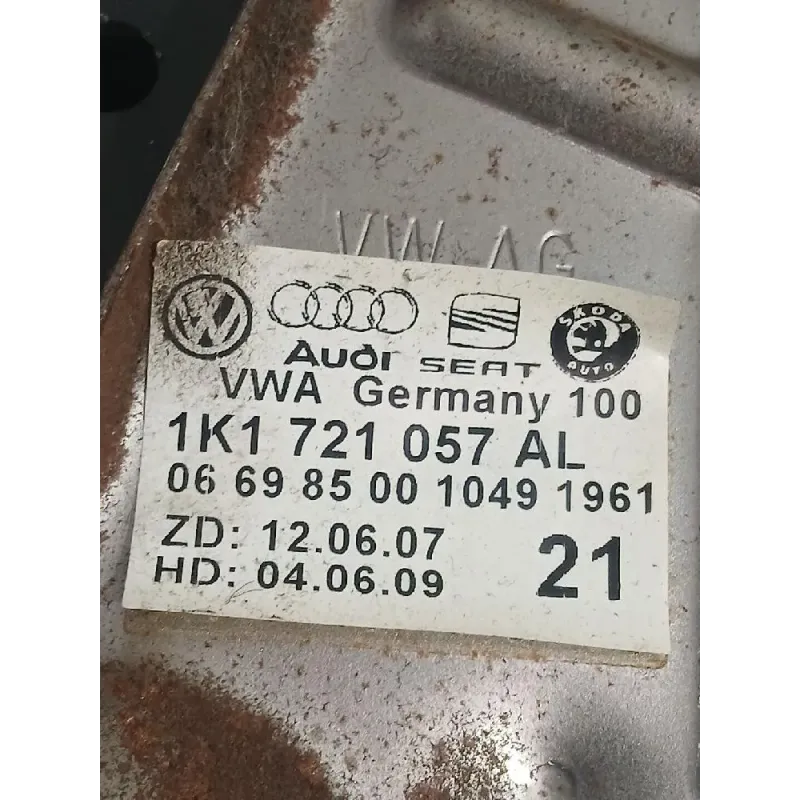 VW AG
Audi SEAT ŠKODA AUTO
VWA Germany 100
1K1 721 057 AL
06 69 85 00 1049 1961
ZD: 12.06.07 21
HD: 04.06.09